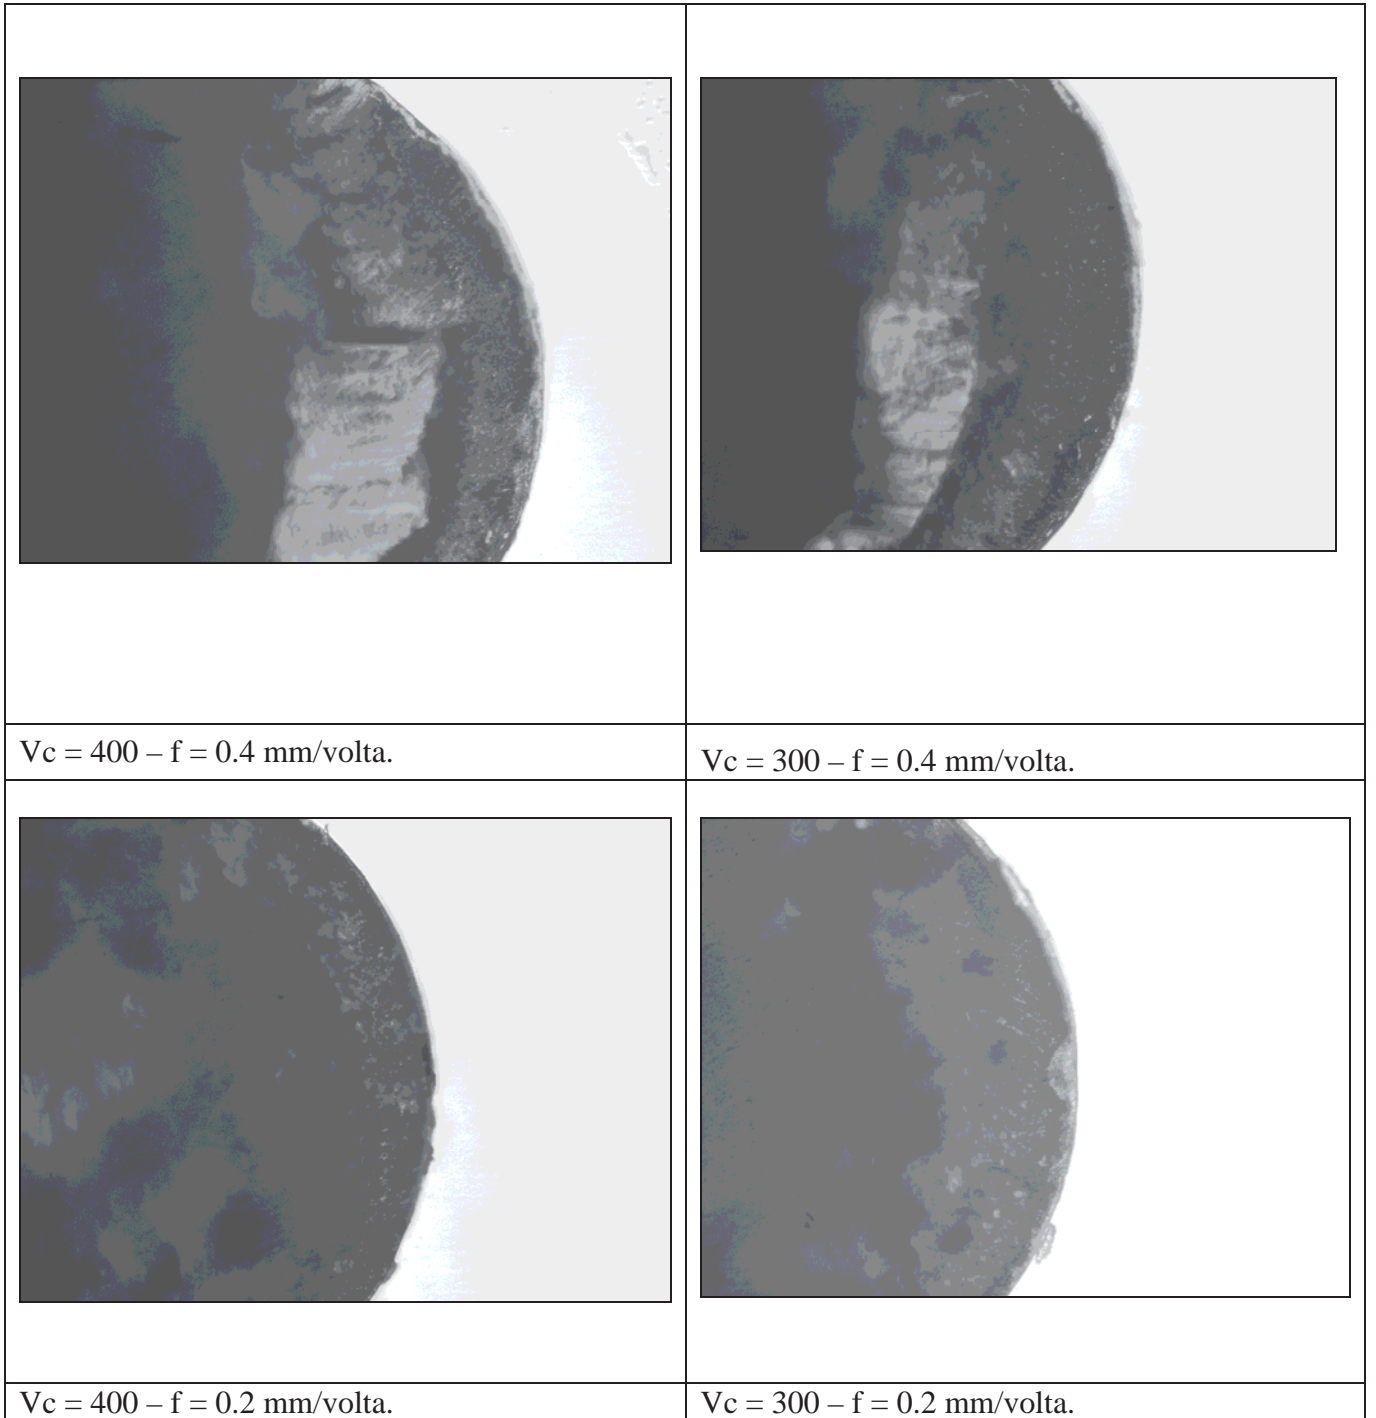 Vc = 400 – f = 0.4 mm/volta.
Vc = 300 – f = 0.4 mm/volta.
Vc = 400 – f = 0.2 mm/volta.
Vc = 300 – f = 0.2 mm/volta.